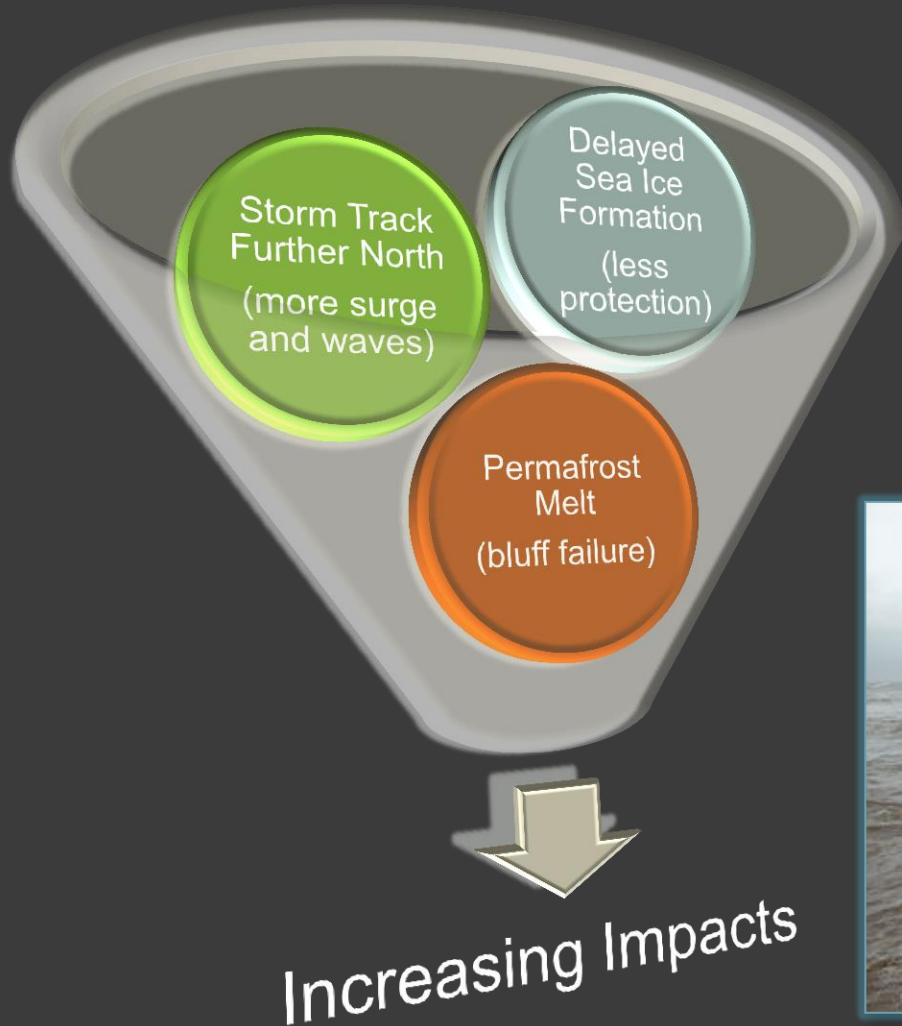 Storm Track
Further North
(more surge
and waves)
Delayed
Sea Ice
Formation
(less
protection)
Permafrost
Melt
(bluff failure)
Increasing Impacts